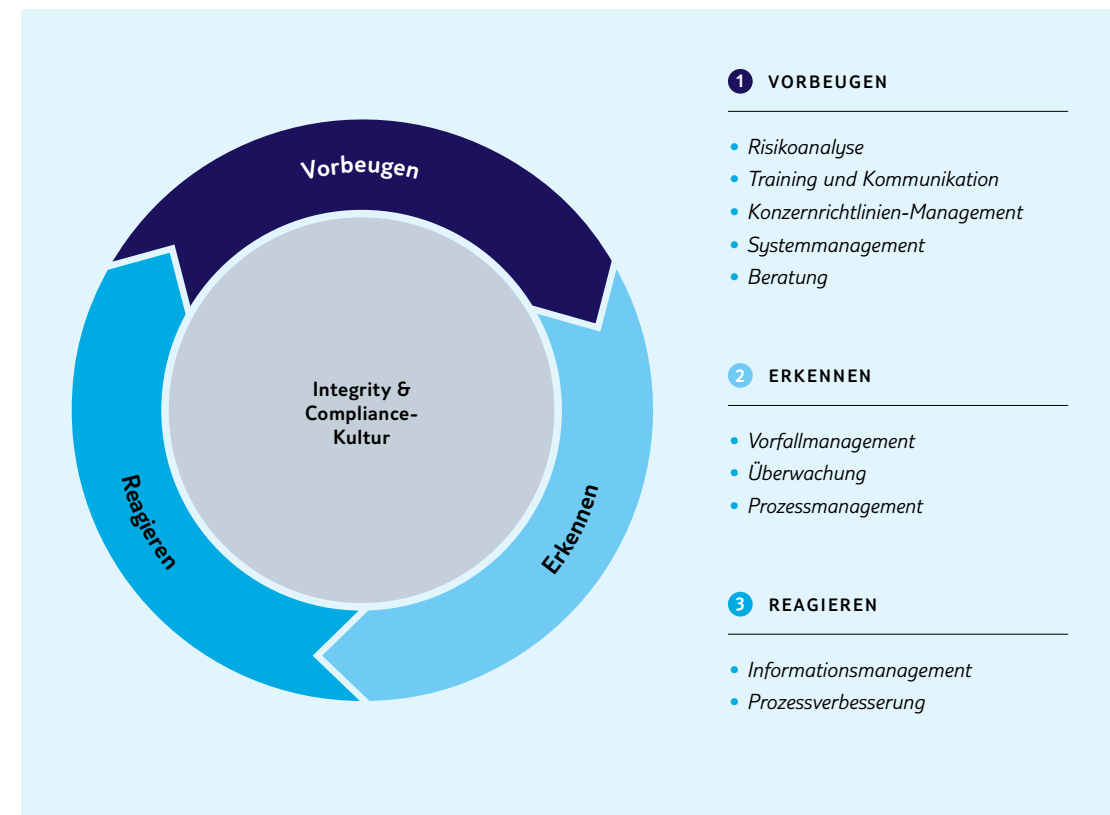 Vorbeugen
Integrity &
Compliance-
Kultur
Reagieren
Erkennen
1 VORBEUGEN
• Risikoanalyse
• Training und Kommunikation
• Konzernrichtlinien-Management
• Systemmanagement
• Beratung
2 ERKENNEN
• Vorfallmanagement
• Überwachung
• Prozessmanagement
3 REAGIEREN
• Informationsmanagement
• Prozessverbesserung